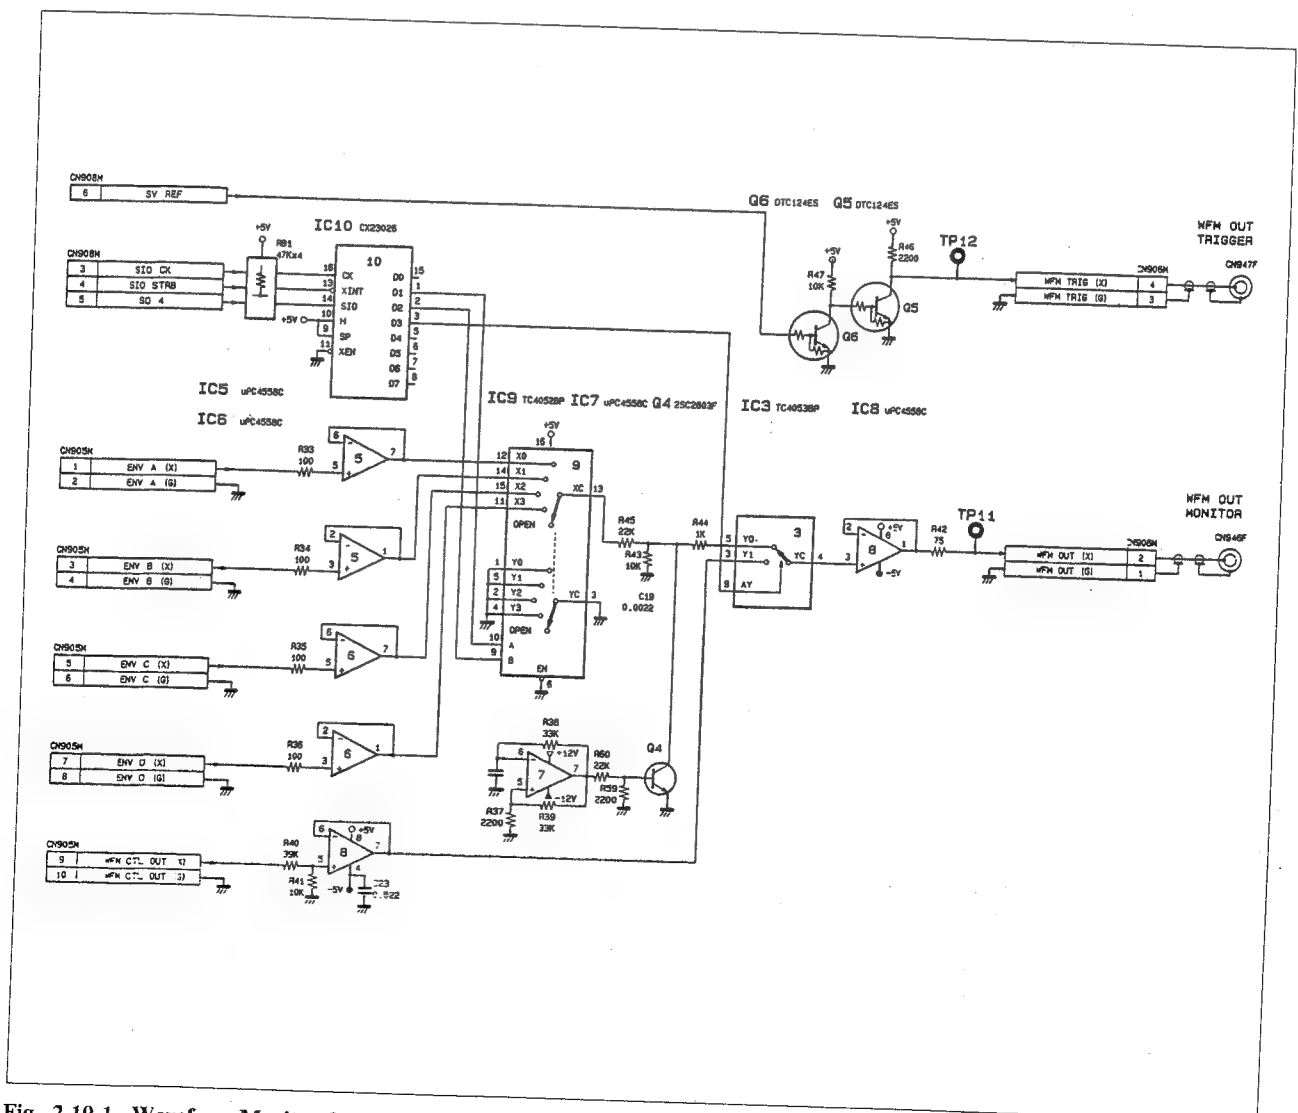 CN908M
6 SV REF
Q6 DTC124ES Q5 DTC124ES
+5V
R46
2200
+5V
R47
10K
Q5
Q6
TP12
WFM OUT
TRIGGER
CN906M
CN947F
WFM TRIG (X) 4
WFM TRIG (G) 3
IC10 CX23026
+5V
RB1
47Kx4
CN908M
3 SIO CK
4 SIO STRB
5 SO 4
+5V
10
16 CK
13 XINT
14 SIO
10 H
9 SP
11 XEN
DD 15
D1 1
D2 2
D3 3
D4 5
D5 6
D6 7
D7 8
IC5 uPC4558C
IC6 uPC4558C
IC9 TC4052BP IC7 uPC4558C Q4 2SC2603F
IC3 TC4053BP IC8 uPC4558C
CN905M
1 ENV A (X)
2 ENV A (G)
R33
100
6
5
5
7
CN905M
3 ENV B (X)
4 ENV B (G)
R34
100
2
3
5
1
CN905M
5 ENV C (X)
6 ENV C (G)
R35
100
6
5
6
7
CN905M
7 ENV D (X)
8 ENV D (G)
R36
100
2
3
6
1
CN905M
9 WFM CTL OUT
10 WFM CTL OUT
R40
39K
R41
10K
6
5
8
7
+5V
8
4
-5V
+5V
16
9
12 X0
14 X1
15 X2
11 X3
OPEN
XC 13
1 Y0
5 Y1
2 Y2
4 Y3
OPEN
YC 3
10 A
9 B
EN
6
R45
22K
R43
10K
C19
0.0022
R44
1K
3
5 Y0
3 Y1
9 AY
YC 4
2
3
8
1
+5V
8
-5V
R42
75
TP11
WFM OUT
MONITOR
CN906M
CN946F
WFM OUT (X) 2
WFM OUT (G) 1
R38
33K
6
5
7
7
+12V
-12V
R37
2200
R39
33K
R60
22K
R59
2200
Q4